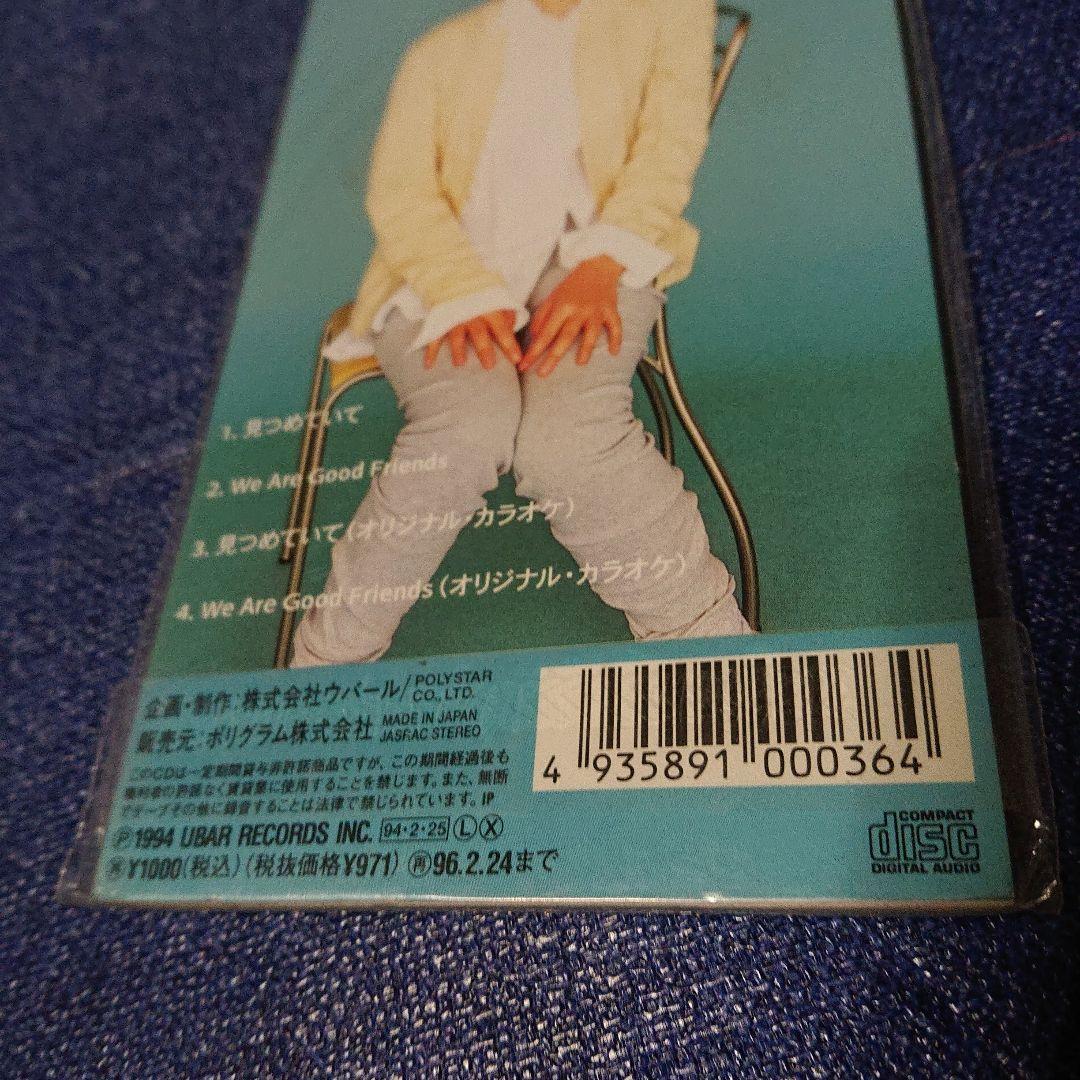 1. 見つめていて
2. We Are Good Friends
3. 見つめていて(オリジナル・カラオケ)
4. We Are Good Friends (オリジナル・カラオケ)
企画・制作：株式会社ウバール/POLYSTAR CO., LTD.
販売元：ポリグラム株式会社 MADE IN JAPAN JASRAC STEREO
このCDは一定期間貸与非許諾商品ですが、この期間経過後も
権利者の許諾なく賃貸業に使用することを禁じます。また、無断
でテープその他に録音することは法律で禁じられています。 IP
Ⓟ1994 UBAR RECORDS INC. 94・2・25 Ⓛ Ⓧ
¥1000(税込) (税抜価格¥971) ㊢96.2.24まで
4 935891 000364
COMPACT
disc
DIGITAL AUDIO